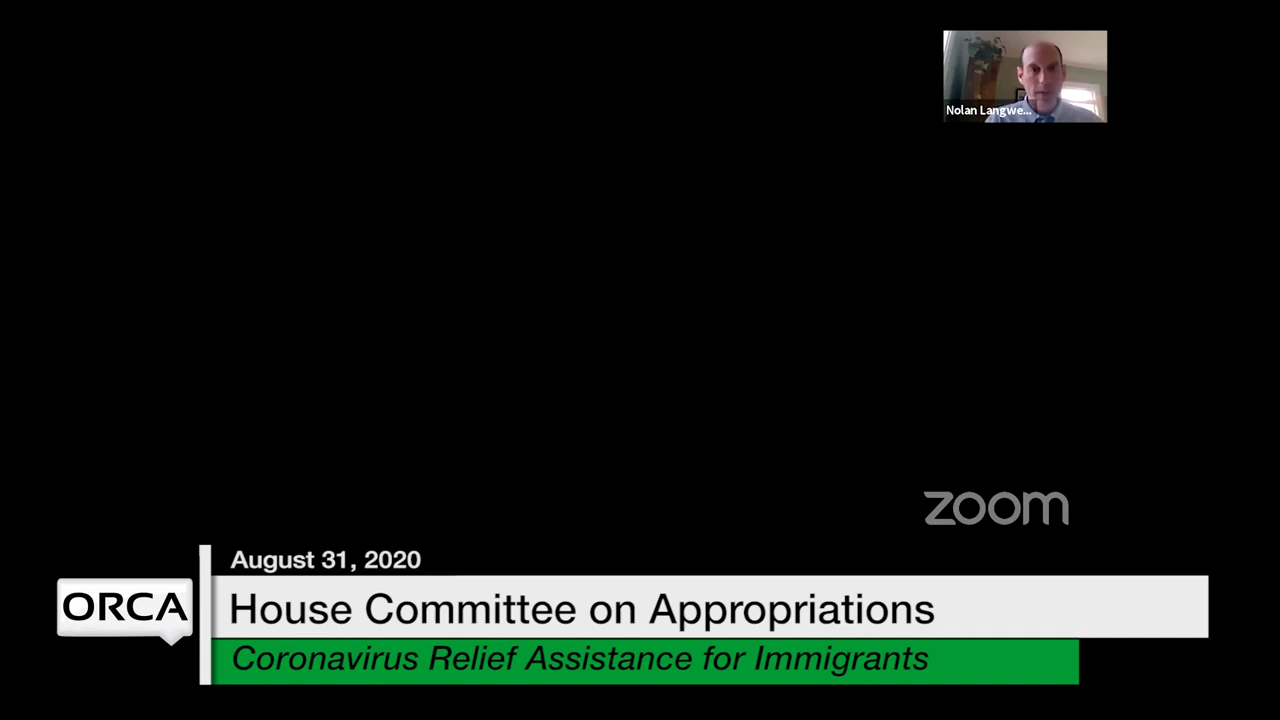 Nolan Langwe...
zoom
August 31, 2020
ORCA
House Committee on Appropriations
Coronavirus Relief Assistance for Immigrants